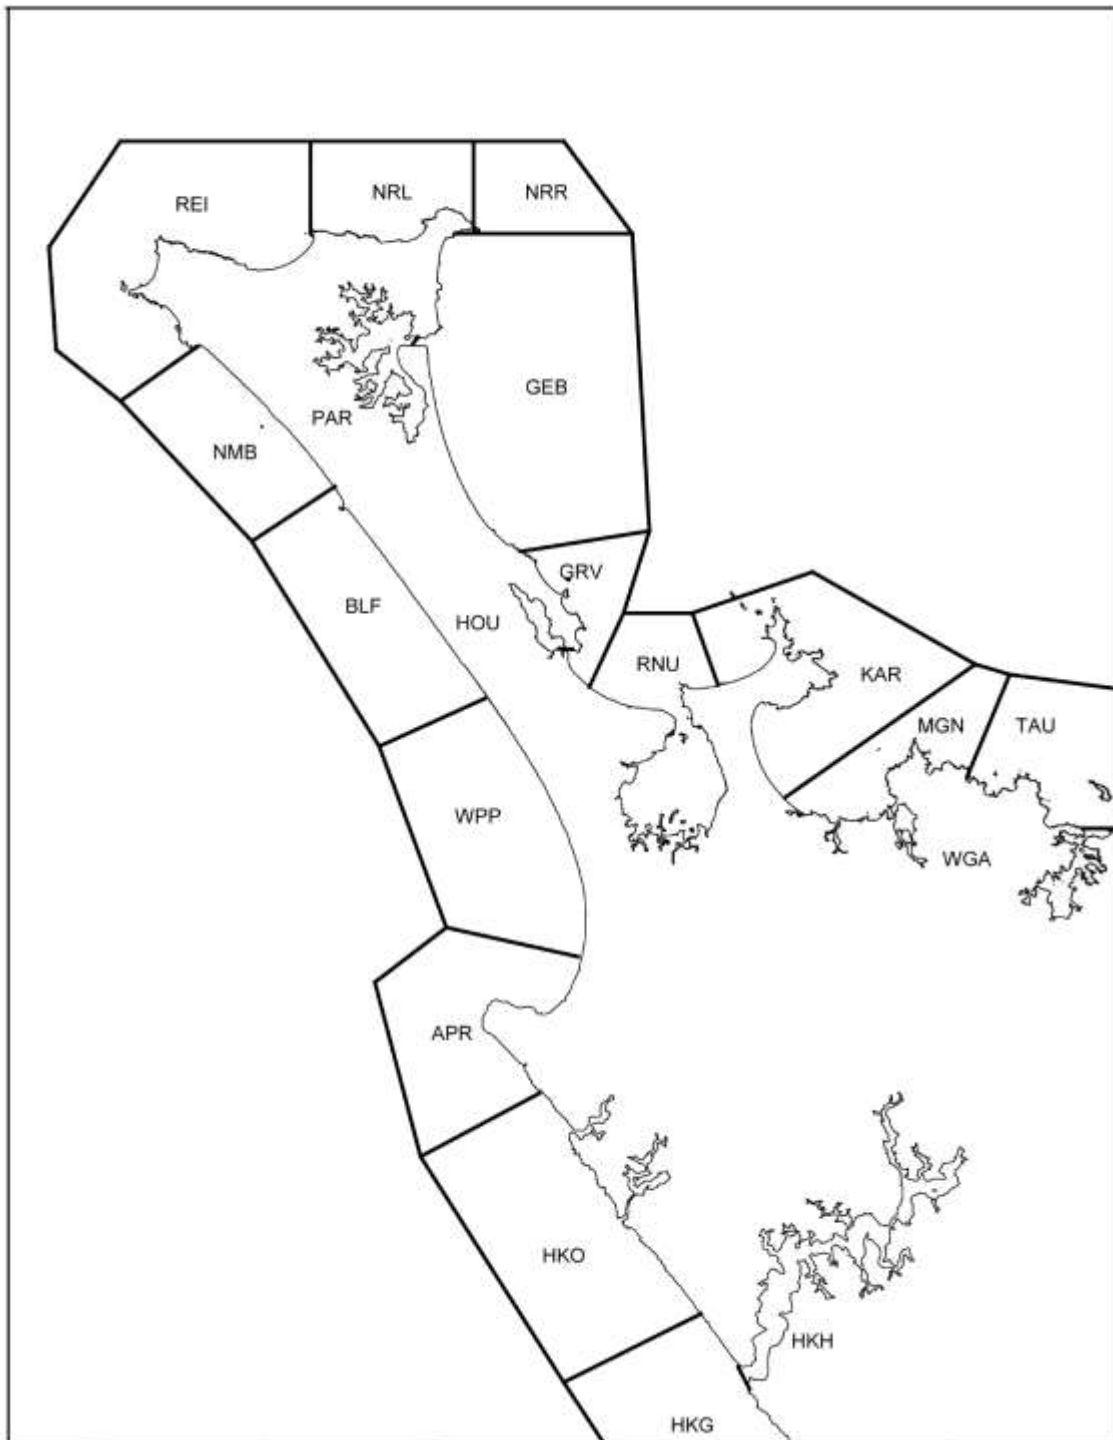 REI
NRL
NRR
GEB
PAR
NMB
GRV
BLF
HOU
RNU
KAR
MGN
TAU
WPP
WGA
APR
HKO
HKH
HKG